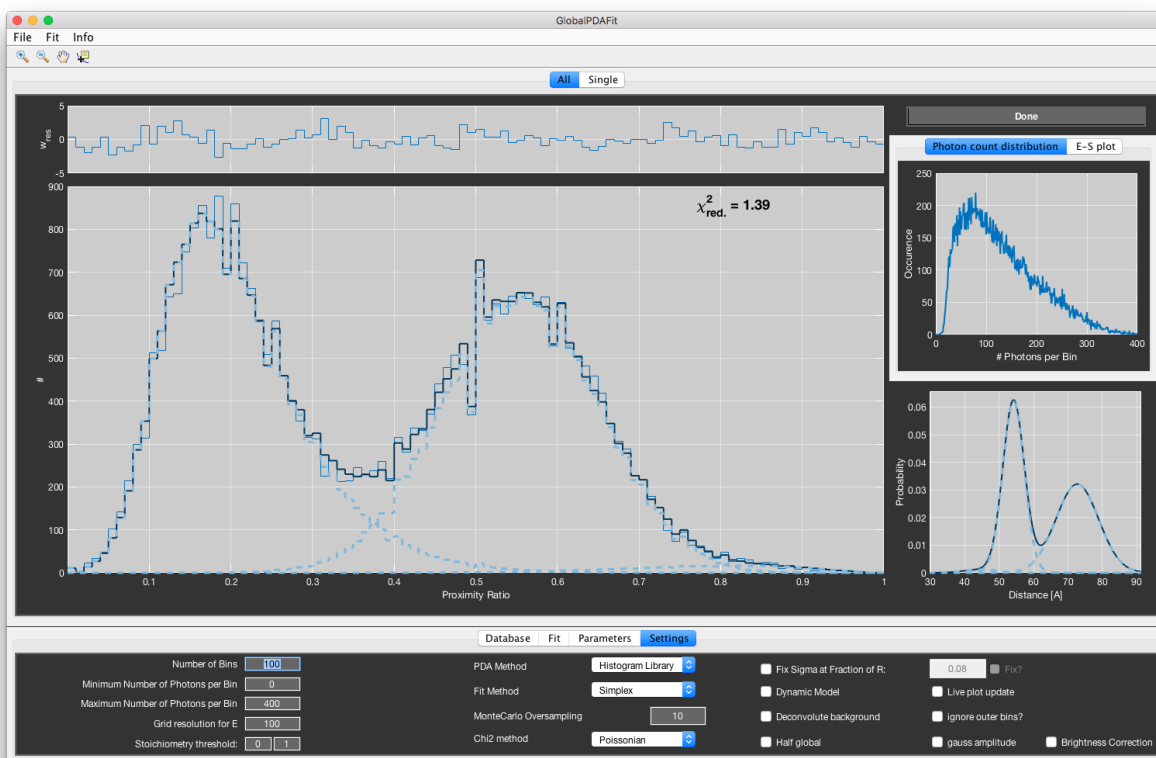 GlobalPDAFit
File Fit Info
All Single
5
0
-5
w_res
Done
Photon count distribution E-S plot
250
200
150
100
50
0
Occurence
0 100 200 300 400
# Photons per Bin
χ²red. = 1.39
900
800
700
600
500
400
300
200
100
0
#
0.1 0.2 0.3 0.4 0.5 0.6 0.7 0.8 0.9 1
Proximity Ratio
0.06
0.05
0.04
0.03
0.02
0.01
0
Probability
30 40 50 60 70 80 90
Distance [A]
Database Fit Parameters Settings
Number of Bins 100
Minimum Number of Photons per Bin 0
Maximum Number of Photons per Bin 400
Grid resolution for E 100
Stoichiometry threshold: 0 1
PDA Method Histogram Library
Fit Method Simplex
MonteCarlo Oversampling 10
Chi2 method Poissonian
Fix Sigma at Fraction of R: 0.08 Fix?
Dynamic Model Live plot update
Deconvolute background ignore outer bins?
Half global gauss amplitude Brightness Correction